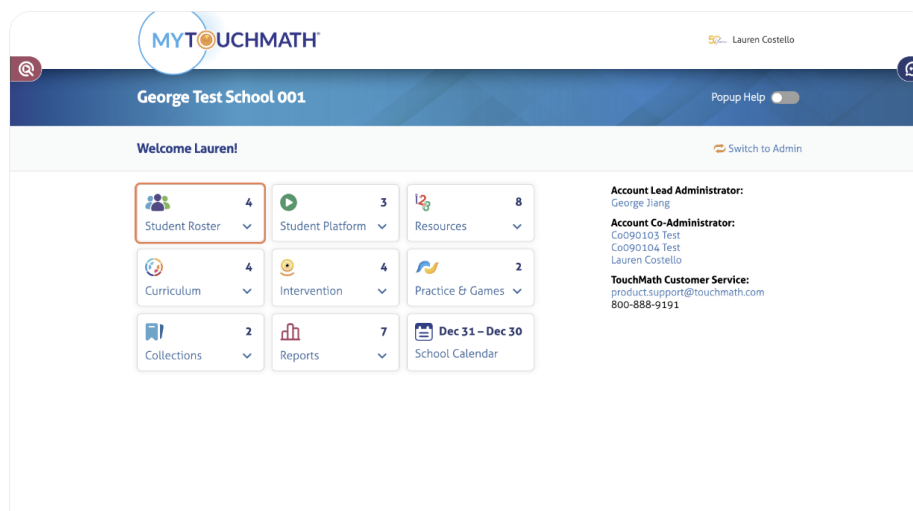 MYTOUCHMATH
Lauren Costello
George Test School 001
Popup Help
Welcome Lauren!
Switch to Admin
4
Student Roster
3
Student Platform
123
8
Resources
4
Curriculum
4
Intervention
2
Practice & Games
2
Collections
7
Reports
Dec 31 – Dec 30
School Calendar
Account Lead Administrator:
George Jiang
Account Co-Administrator:
Co090103 Test
Co090104 Test
Lauren Costello
TouchMath Customer Service:
product.support@touchmath.com
800-888-9191